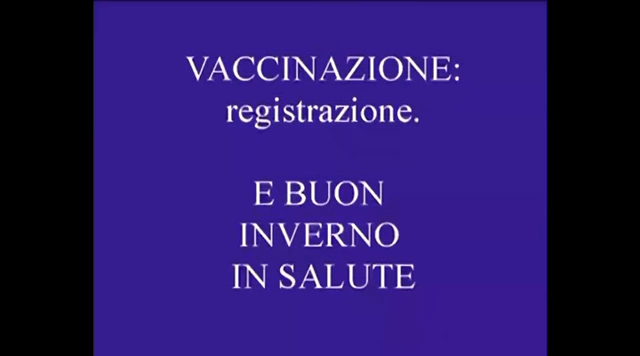 VACCINAZIONE:
registrazione.
E BUON
INVERNO
IN SALUTE